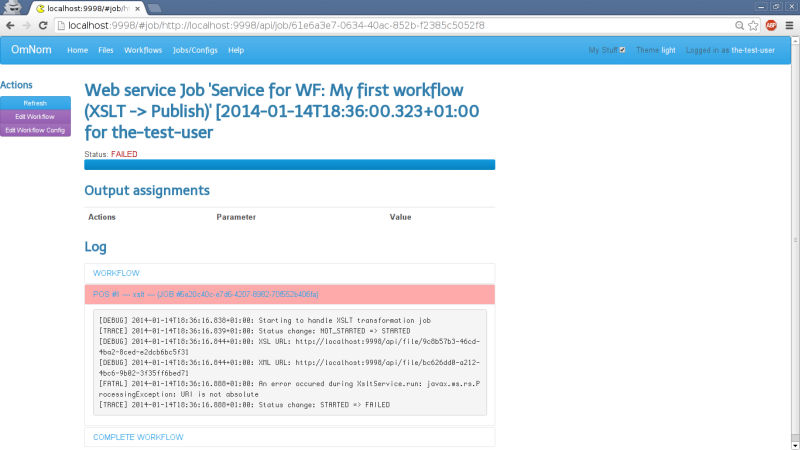 localhost:9998/#job/ht
localhost:9998/#job/http://localhost:9998/api/job/61e6a3e7-0634-40ac-852b-f2385c5052f8
ABP
OmNom Home Files Workflows Jobs/Configs Help My Stuff Theme light Logged in as the-test-user
Actions
Refresh
Edit Workflow
Edit Workflow Config
Web service Job 'Service for WF: My first workflow
(XSLT -> Publish)' [2014-01-14T18:36:00.323+01:00
for the-test-user
Status: FAILED
Output assignments
Actions Parameter Value
Log
WORKFLOW
POS #1 — xslt — (JOB
[DEBUG] 2014-01-14T18:36:16.838+01:00: Starting to handle XSLT transformation job
[TRACE] 2014-01-14T18:36:16.839+01:00: Status change: NOT_STARTED => STARTED
[DEBUG] 2014-01-14T18:36:16.844+01:00: XSL URL: http://localhost:9998/api/file/9c8b57b3-46cd-
4ba2-8ced-e2dcb6bc5f31
[DEBUG] 2014-01-14T18:36:16.844+01:00: XML URL: http://localhost:9998/api/file/bc626dd0-a212-
4bc6-9b02-3f35ff6bed71
[FATAL] 2014-01-14T18:36:16.888+01:00: An error occured during XsltService.run: javax.ws.rs.P
rocessingException: URI is not absolute
[TRACE] 2014-01-14T18:36:16.888+01:00: Status change: STARTED => FAILED
COMPLETE WORKFLOW